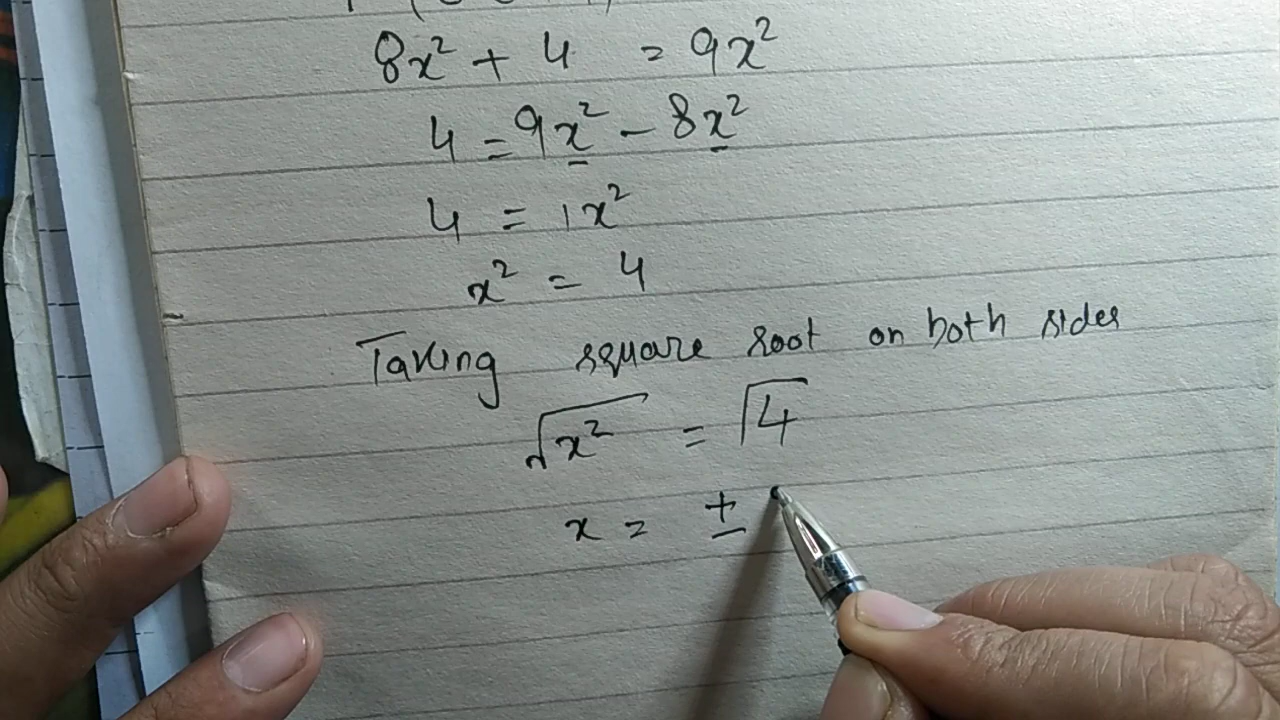 8x² + 4 = 9x²
4 = 9x² - 8x²
4 = 1x²
x² = 4
Taking square root on both sides
√x² = √4
x = ±